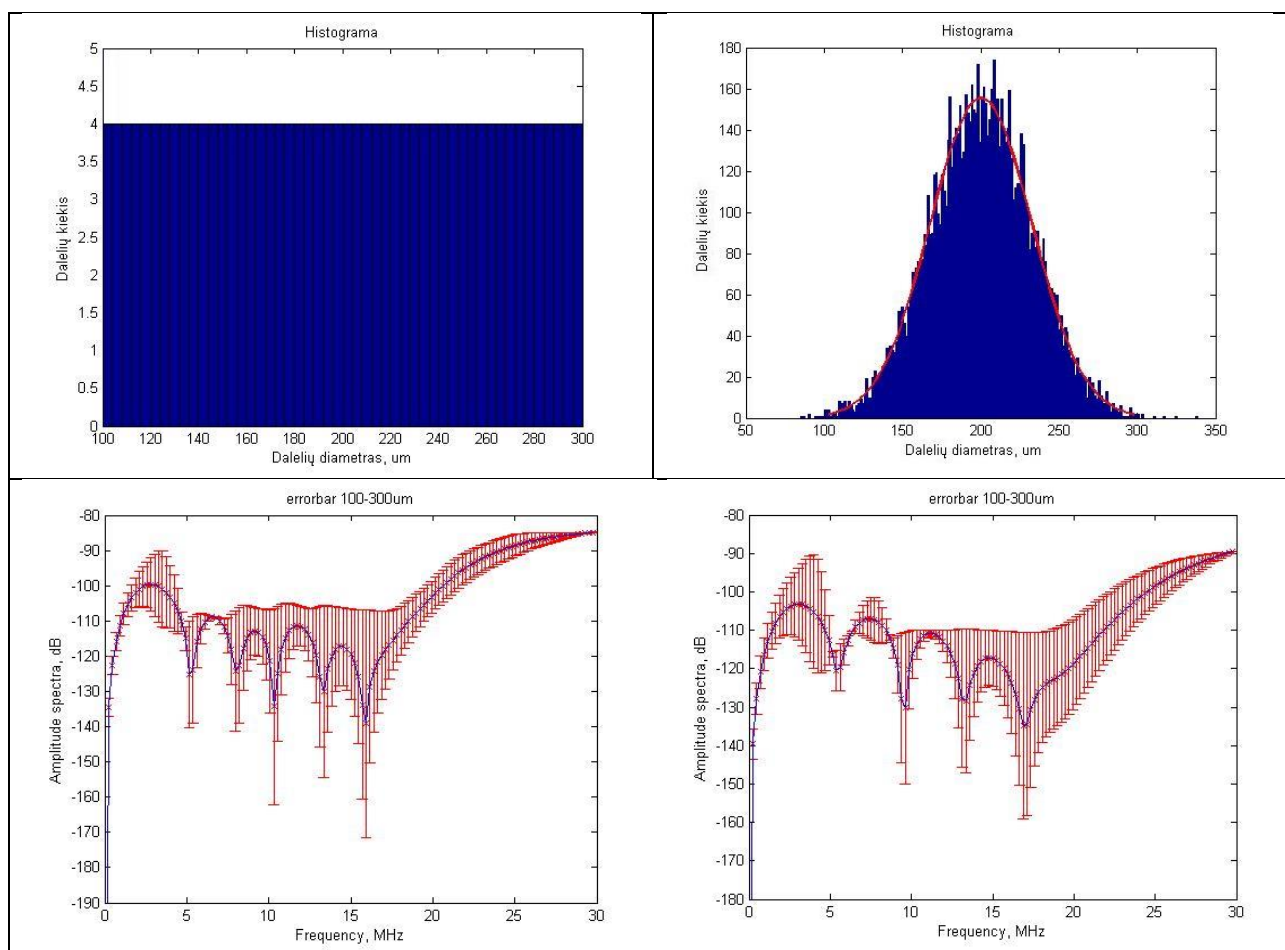 Histograma
5
4.5
4
3.5
3
2.5
2
1.5
1
0.5
0
100 120 140 160 180 200 220 240 260 280 300
Dalelių kiekis
Dalelių diametras, um
Histograma
180
160
140
120
100
80
60
40
20
0
50 100 150 200 250 300 350
Dalelių kiekis
Dalelių diametras, um
errorbar 100-300um
-80
-90
-100
-110
-120
-130
-140
-150
-160
-170
-180
-190
0 5 10 15 20 25 30
Amplitude spectra, dB
Frequency, MHz
errorbar 100-300um
-80
-90
-100
-110
-120
-130
-140
-150
-160
-170
-180
0 5 10 15 20 25 30
Amplitude spectra, dB
Frequency, MHz